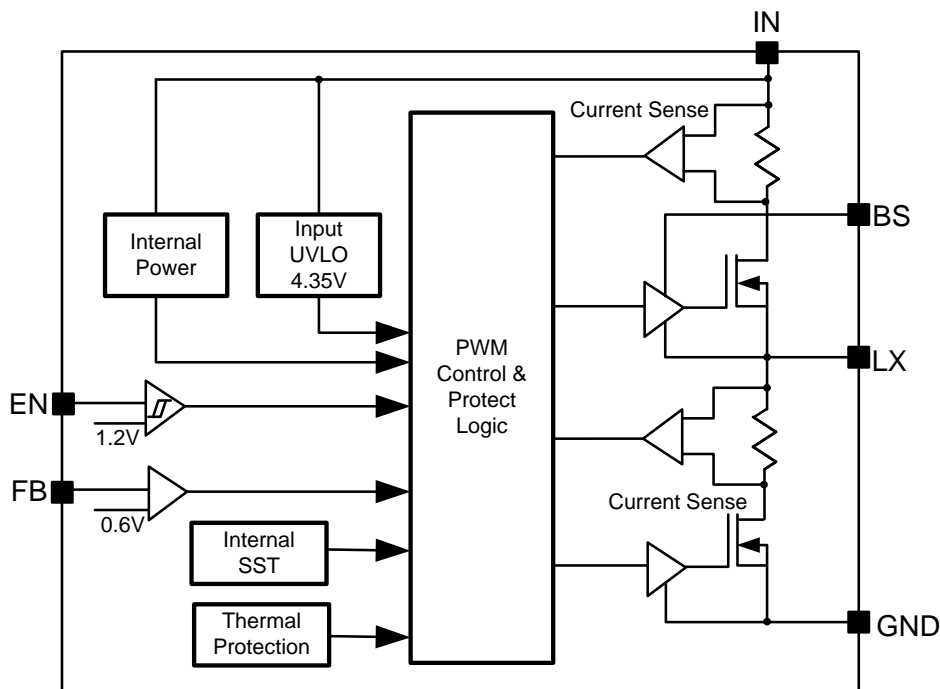 IN
Current Sense
BS
Internal
Power
Input
UVLO
4.35V
PWM
Control &
Protect
Logic
LX
EN
1.2V
FB
0.6V
Current Sense
Internal
SST
Thermal
Protection
GND